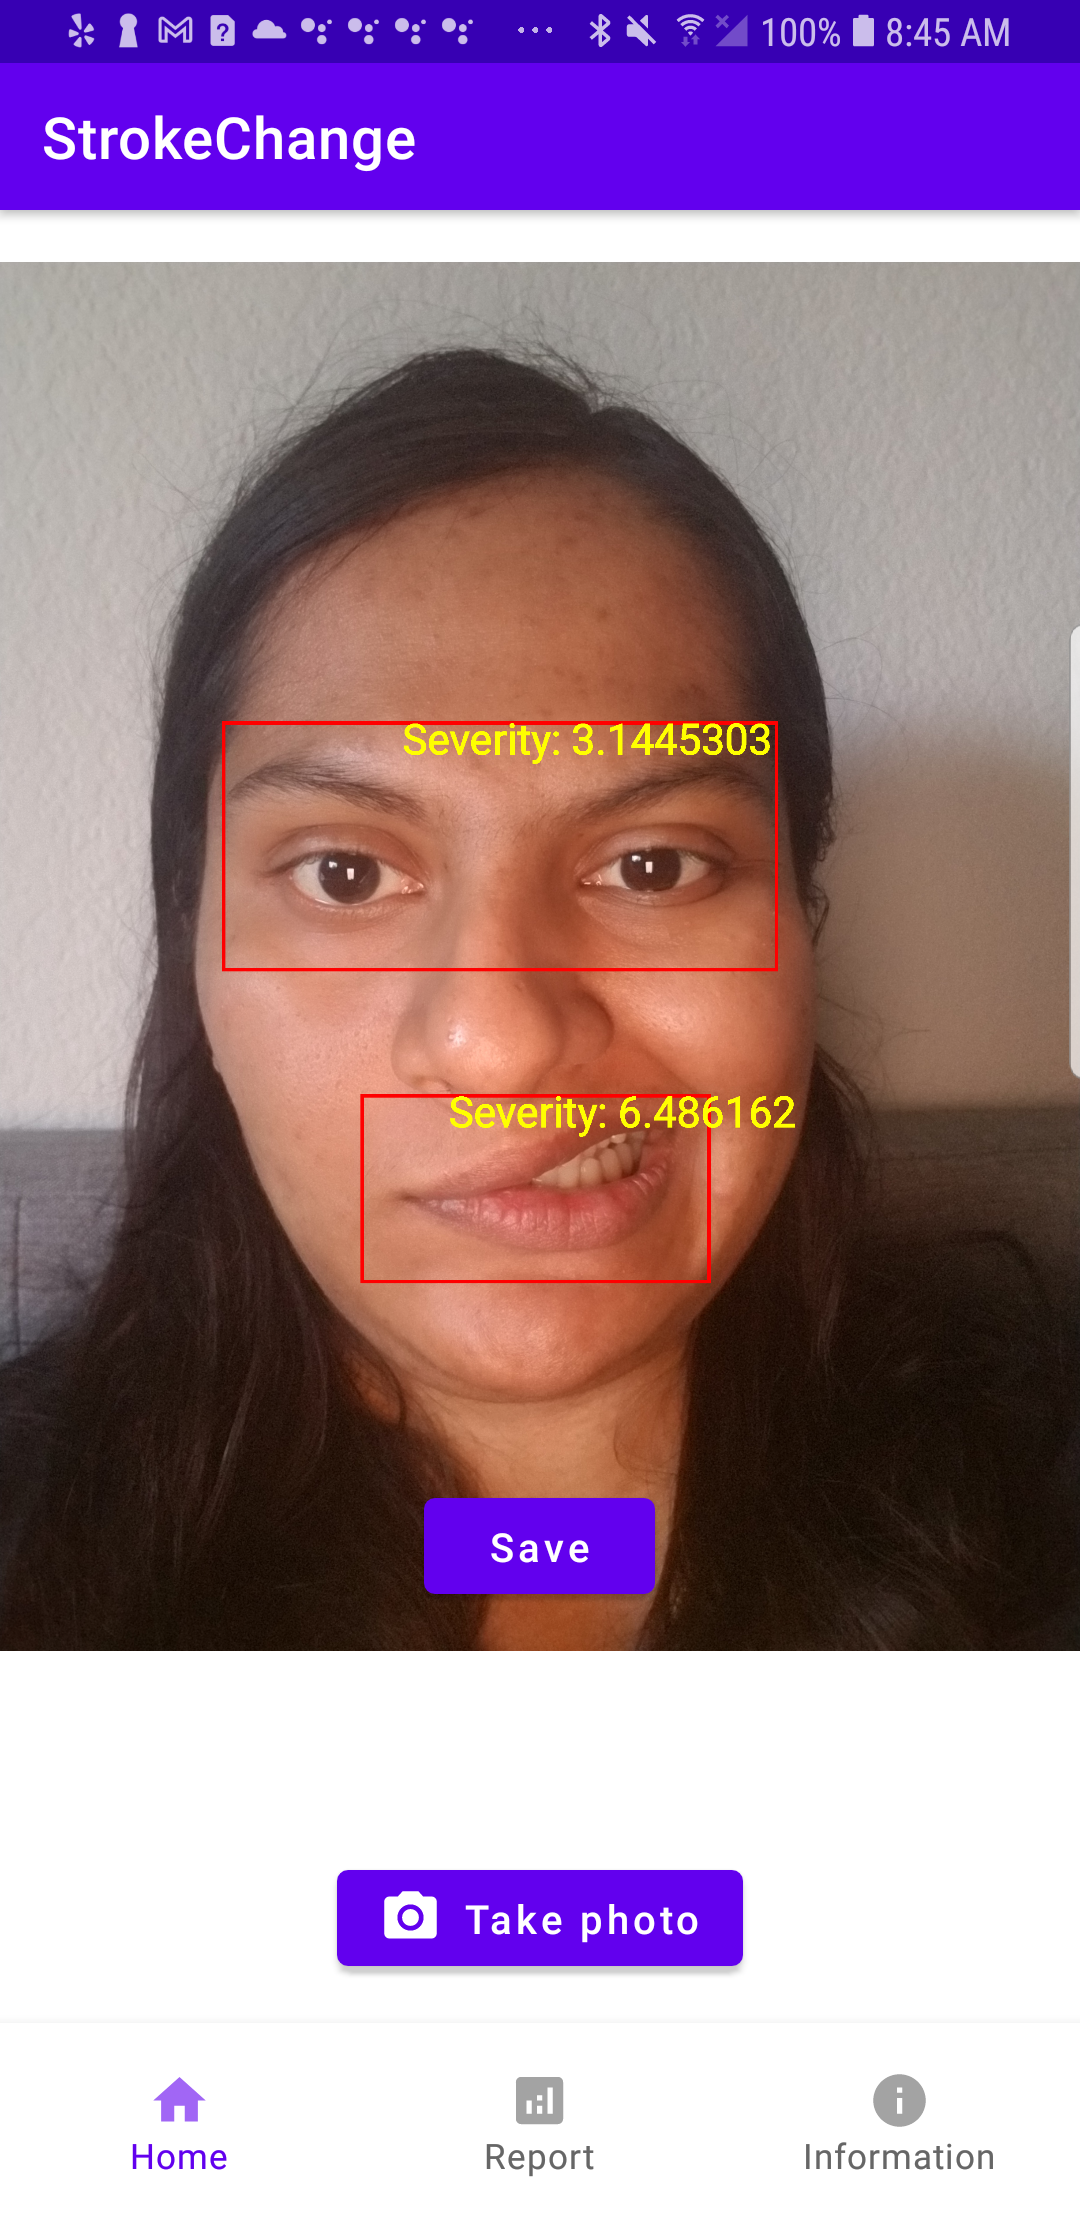 100% 8:45 AM
StrokeChange
Severity: 3.1445303
Severity: 6.486162
Save
Take photo
Home Report Information